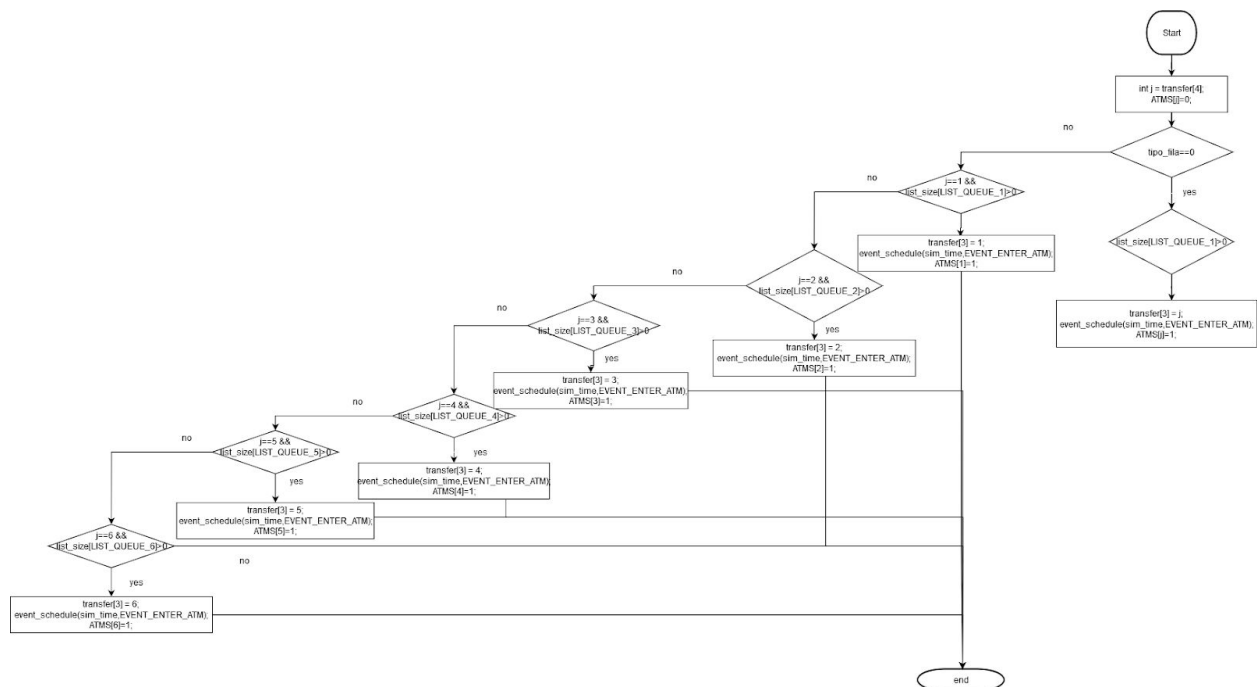 Start
int j = transfer[4];
ATMS[j]=0;
no
tipo_fila==0
yes
list_size[LIST_QUEUE_1]>0
transfer[3] = j;
event_schedule(sim_time,EVENT_ENTER_ATM);
ATMS[j]=1;
no
j==1 &&
list_size[LIST_QUEUE_1]>0
transfer[3] = 1;
event_schedule(sim_time,EVENT_ENTER_ATM);
ATMS[1]=1;
no
j==2 &&
list_size[LIST_QUEUE_2]>0
yes
transfer[3] = 2;
event_schedule(sim_time,EVENT_ENTER_ATM);
ATMS[2]=1;
no
j==3 &&
list_size[LIST_QUEUE_3]>0
yes
transfer[3] = 3;
event_schedule(sim_time,EVENT_ENTER_ATM);
ATMS[3]=1;
no
j==4 &&
list_size[LIST_QUEUE_4]>0
yes
transfer[3] = 4;
event_schedule(sim_time,EVENT_ENTER_ATM);
ATMS[4]=1;
no
j==5 &&
list_size[LIST_QUEUE_5]>0
yes
transfer[3] = 5;
event_schedule(sim_time,EVENT_ENTER_ATM);
ATMS[5]=1;
j==6 &&
list_size[LIST_QUEUE_6]>0
no
yes
transfer[3] = 6;
event_schedule(sim_time,EVENT_ENTER_ATM);
ATMS[6]=1;
end